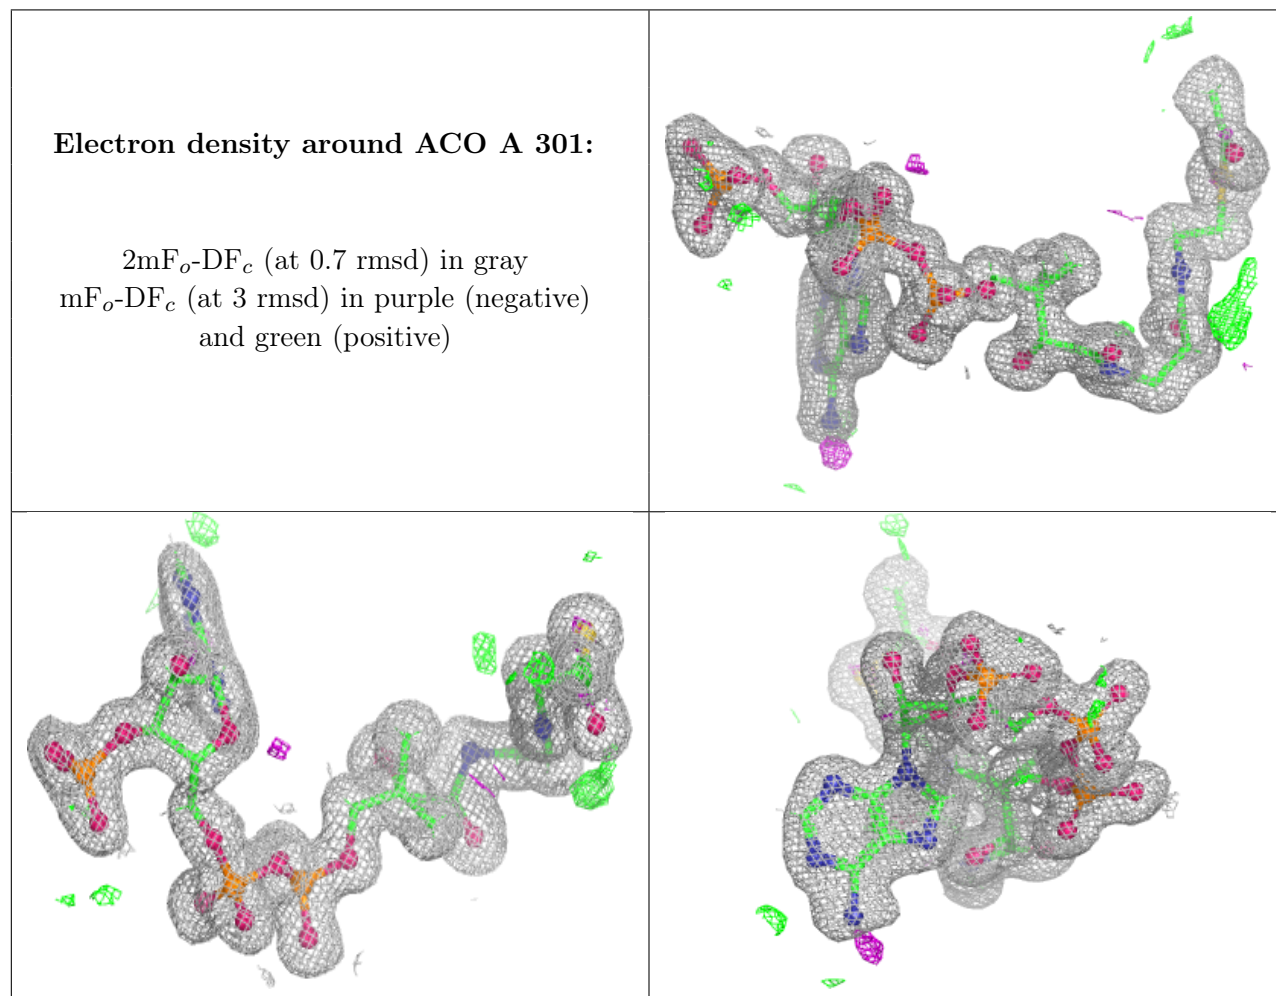 Electron density around ACO A 301:
2mFo-DFc (at 0.7 rmsd) in gray
mFo-DFc (at 3 rmsd) in purple (negative)
and green (positive)